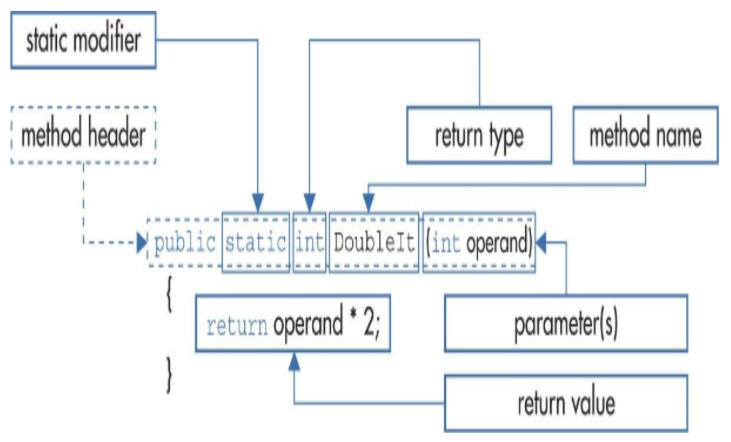 static modifier
method header
return type
method name
public static int DoubleIt (int operand)
{
return operand * 2;
}
parameter(s)
return value